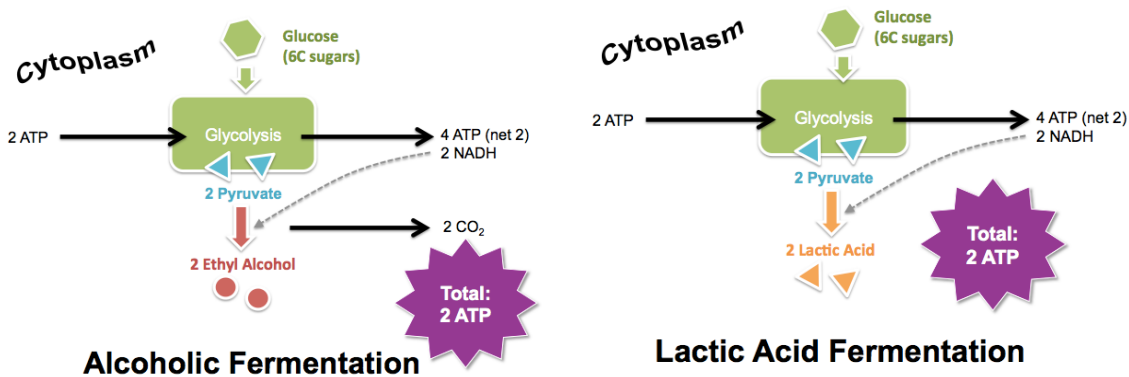 Cytoplasm
Glucose
(6C sugars)
2 ATP
Glycolysis
4 ATP (net 2)
2 NADH
2 Pyruvate
2 CO₂
2 Ethyl Alcohol
Total:
2 ATP
Alcoholic Fermentation
Cytoplasm
Glucose
(6C sugars)
2 ATP
Glycolysis
4 ATP (net 2)
2 NADH
2 Pyruvate
2 Lactic Acid
Total:
2 ATP
Lactic Acid Fermentation